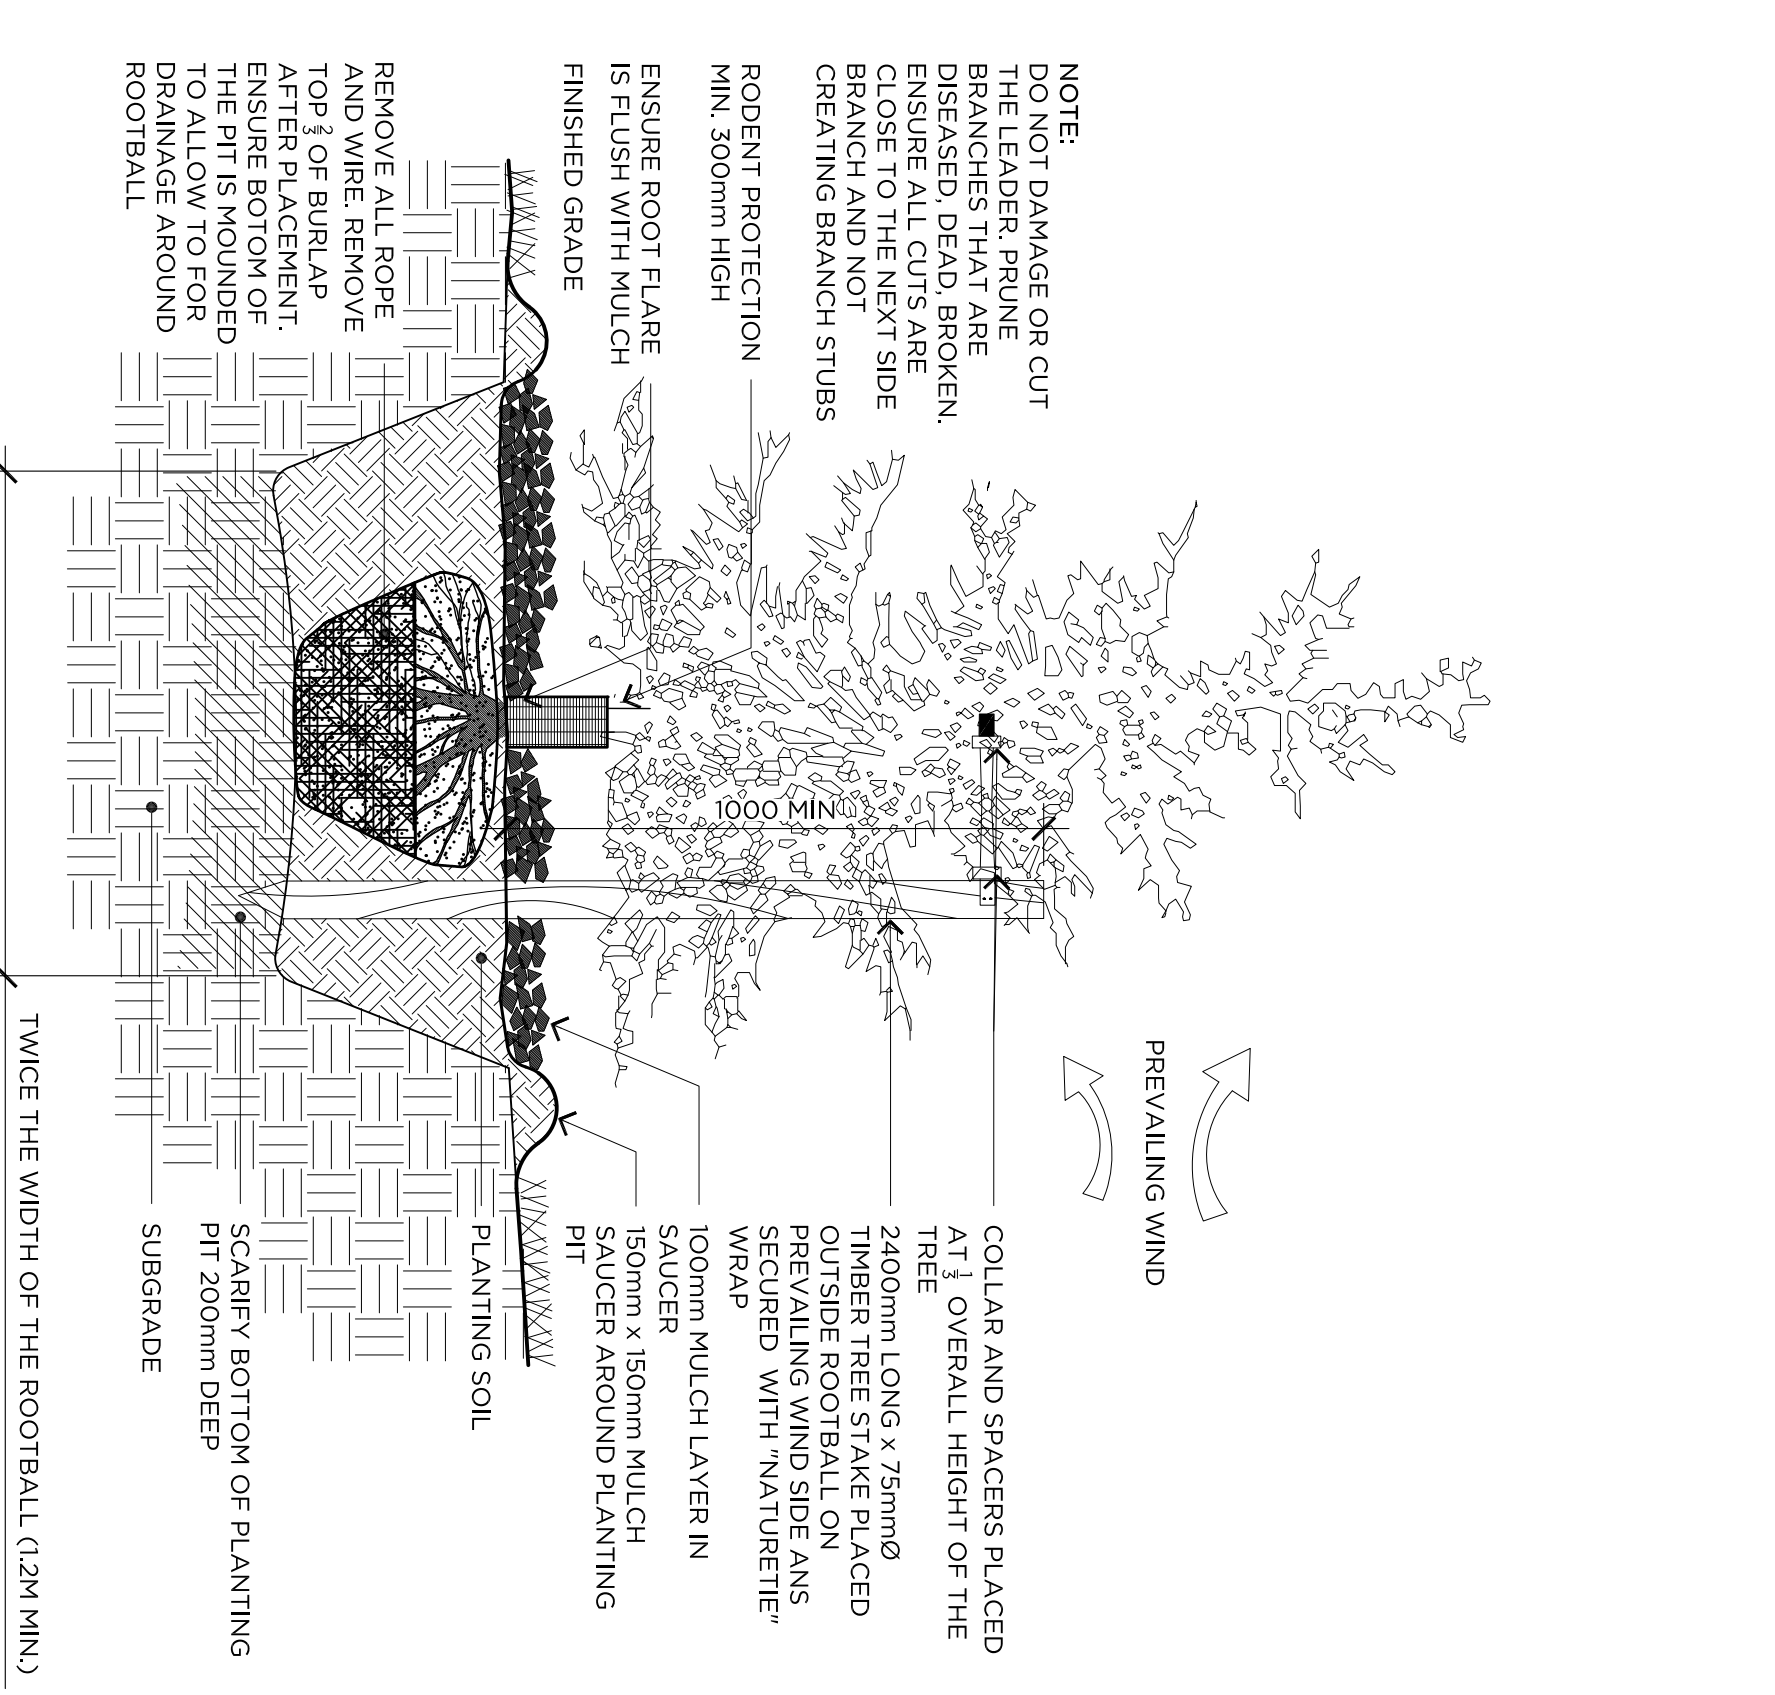 NOTE:
DO NOT DAMAGE OR CUT
THE LEADER. PRUNE
BRANCHES THAT ARE
DISEASED, DEAD, BROKEN.
ENSURE ALL CUTS ARE
CLOSE TO THE NEXT SIDE
BRANCH AND NOT
CREATING BRANCH STUBS
RODENT PROTECTION
MIN. 300mm HIGH
ENSURE ROOT FLARE
IS FLUSH WITH MULCH
FINISHED GRADE
REMOVE ALL ROPE
AND WIRE. REMOVE
TOP ⅔ OF BURLAP
AFTER PLACEMENT.
ENSURE BOTOM OF
THE PIT IS MOUNDED
TO ALLOW TO FOR
DRAINAGE AROUND
ROOTBALL
1000 MIN
PREVAILING WIND
COLLAR AND SPACERS PLACED
AT ⅓ OVERALL HEIGHT OF THE
TREE
2400mm LONG x 75mmØ
TIMBER TREE STAKE PLACED
OUTSIDE ROOTBALL ON
PREVAILING WIND SIDE ANS
SECURED WITH "NATURETIE"
WRAP
100mm MULCH LAYER IN
SAUCER
150mm x 150mm MULCH
SAUCER AROUND PLANTING
PIT
PLANTING SOIL
SCARIFY BOTTOM OF PLANTING
PIT 200mm DEEP
SUBGRADE
TWICE THE WIDTH OF THE ROOTBALL (1.2M MIN.)